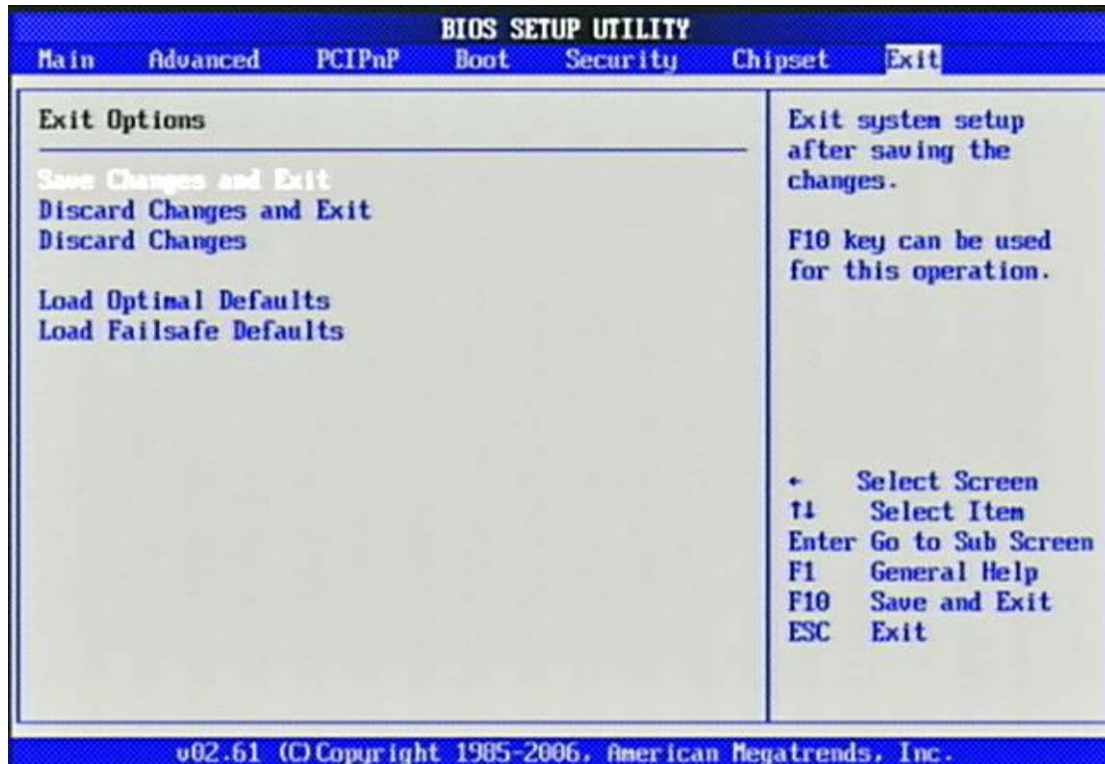 BIOS SETUP UTILITY
Main Advanced PCIPnP Boot Security Chipset Exit
Exit Options
Save Changes and Exit
Discard Changes and Exit
Discard Changes
Load Optimal Defaults
Load Failsafe Defaults
Exit system setup
after saving the
changes.
F10 key can be used
for this operation.
← Select Screen
↑↓ Select Item
Enter Go to Sub Screen
F1 General Help
F10 Save and Exit
ESC Exit
v02.61 (C)Copyright 1985-2006, American Megatrends, Inc.